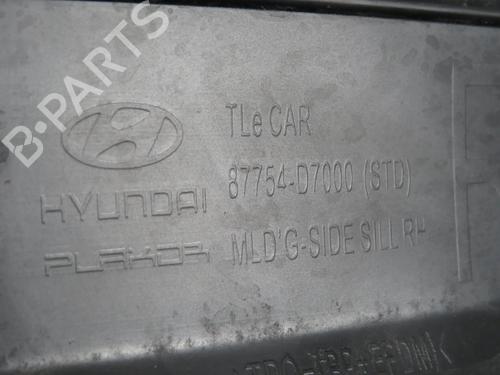 B-PARTS
TLe CAR
HYUNDAI
87754-D7000 (STD)
PLAKOR
MLD'G-SIDE SILL RH